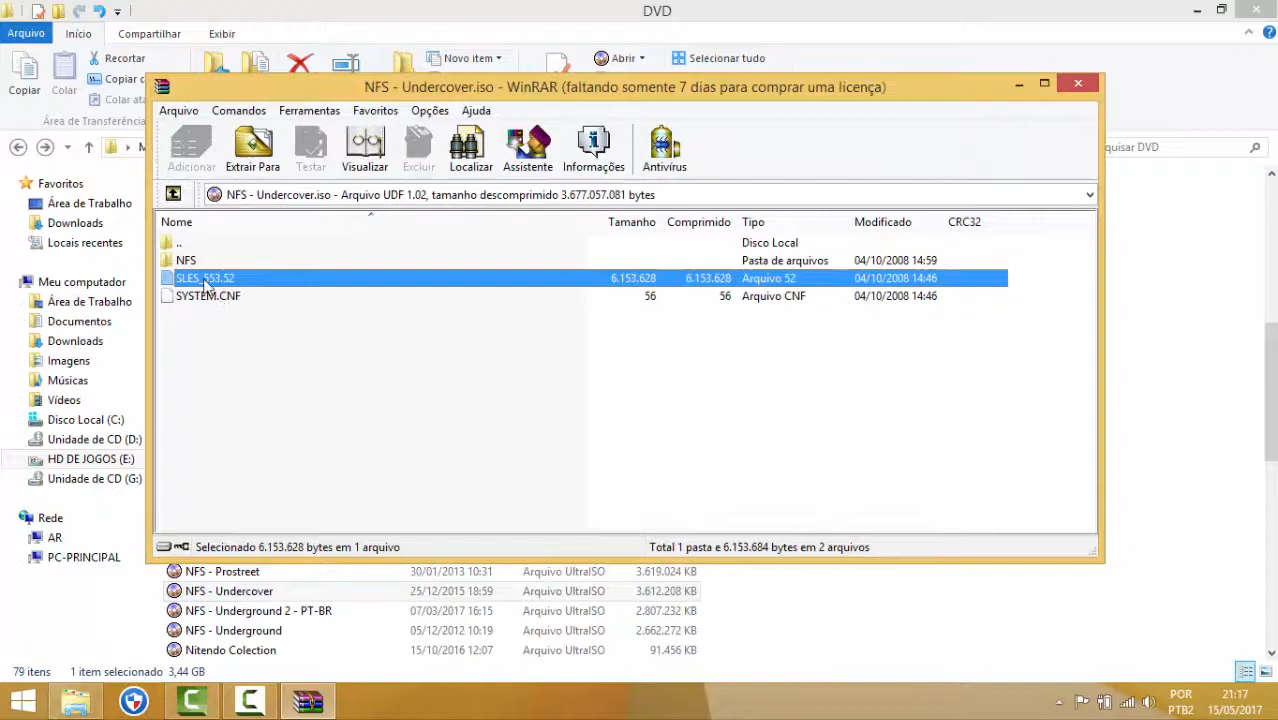 DVD
Arquivo Início Compartilhar Exibir
Copiar Colar Recortar Copiar c Colar ata Novo item Abrir Selecionar tudo
Área de Transferência
NFS - Undercover.iso - WinRAR (faltando somente 7 dias para comprar uma licença)
Arquivo Comandos Ferramentas Favoritos Opções Ajuda
Adicionar Extrair Para Testar Visualizar Excluir Localizar Assistente Informações Antivírus
M
NFS - Undercover.iso - Arquivo UDF 1.02, tamanho descomprimido 3.677.057.081 bytes
quisar DVD
Nome Tamanho Comprimido Tipo Modificado CRC32
.. Disco Local
NFS Pasta de arquivos 04/10/2008 14:59
SLES_553.52 6.153.628 6.153.628 Arquivo 52 04/10/2008 14:46
SYSTEM.CNF 56 56 Arquivo CNF 04/10/2008 14:46
Selecionado 6.153.628 bytes em 1 arquivo Total 1 pasta e 6.153.684 bytes em 2 arquivos
Favoritos
Área de Trabalho
Downloads
Locais recentes
Meu computador
Área de Trabalho
Documentos
Downloads
Imagens
Músicas
Vídeos
Disco Local (C:)
Unidade de CD (D:)
HD DE JOGOS (E:)
Unidade de CD (G:)
Rede
AR
PC-PRINCIPAL
NFS - Prostreet 30/01/2013 10:31 Arquivo UltraISO 3.619.024 KB
NFS - Undercover 25/12/2015 18:59 Arquivo UltraISO 3.612.208 KB
NFS - Underground 2 - PT-BR 07/03/2017 16:15 Arquivo UltraISO 2.807.232 KB
NFS - Underground 05/12/2012 10:19 Arquivo UltraISO 2.662.272 KB
Nitendo Colection 15/10/2016 12:07 Arquivo UltraISO 91.456 KB
79 itens 1 item selecionado 3,44 GB
POR 21:17
PTB2 15/05/2017